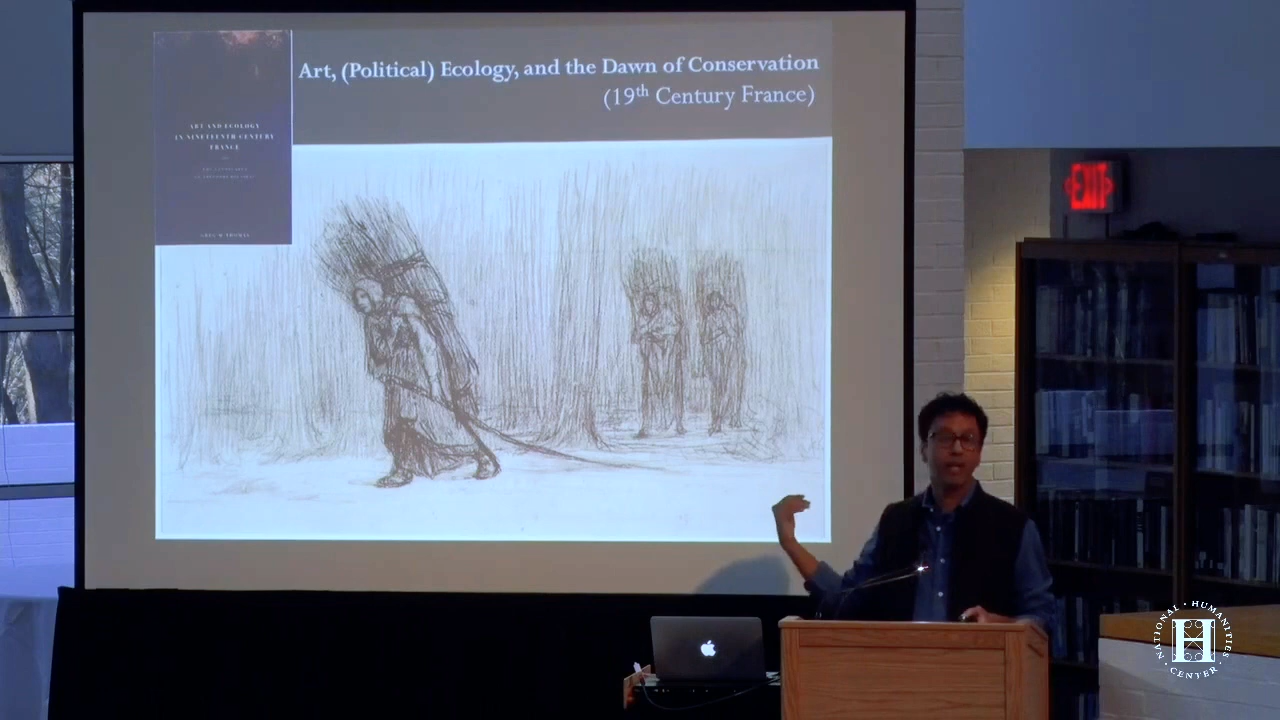 Art, (Political) Ecology, and the Dawn of Conservation
(19th Century France)
ART AND ECOLOGY
IN NINETEENTH-CENTURY
FRANCE
EXIT
NATIONAL · HUMANITIES · CENTER
H